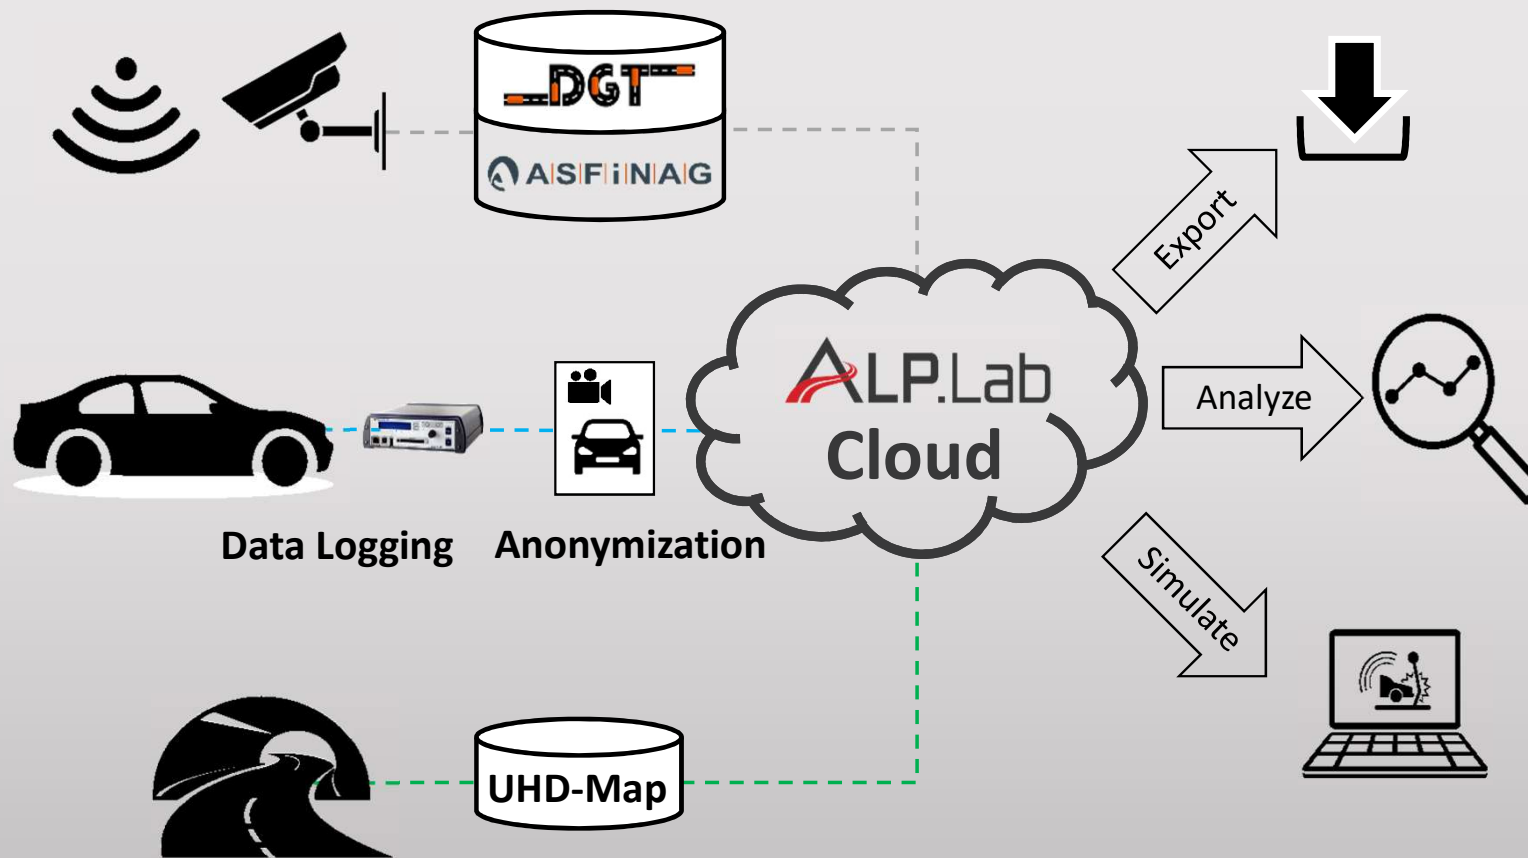 DGT
ASFiNAG
Export
ALP.Lab
Cloud
Analyze
Data Logging
Anonymization
Simulate
UHD-Map